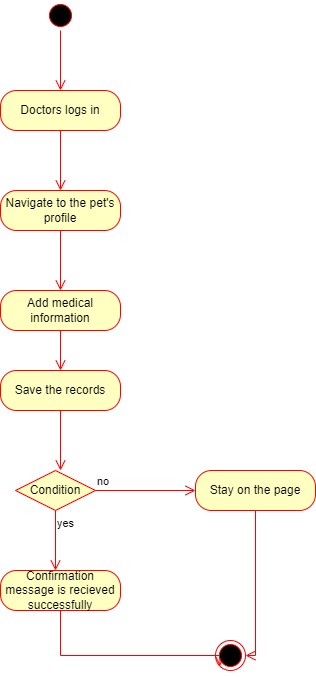 Doctors logs in
Navigate to the pet's
profile
Add medical
information
Save the records
Condition
no
Stay on the page
yes
Confirmation
message is recieved
successfully